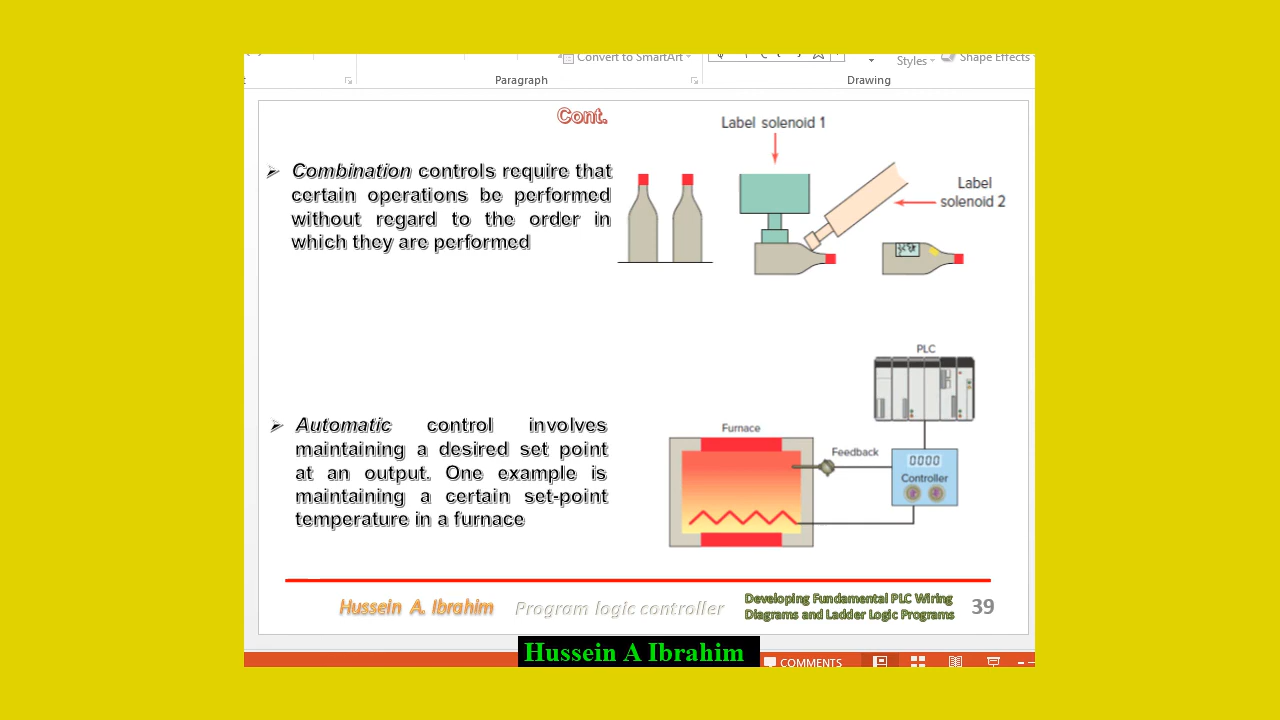 Convert to SmartArt
Styles
Shape Effects
Paragraph
Drawing
Cont.
Combination controls require that
certain operations be performed
without regard to the order in
which they are performed
Label solenoid 1
Label
solenoid 2
Automatic control involves
maintaining a desired set point
at an output. One example is
maintaining a certain set-point
temperature in a furnace
PLC
Furnace
Feedback
0000
Controller
Hussein A. Ibrahim
Program logic controller
Developing Fundamental PLC Wiring
Diagrams and Ladder Logic Programs
39
Hussein A Ibrahim
COMMENTS